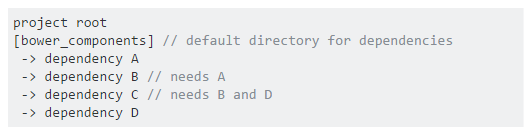 project root
[bower_components] // default directory for dependencies
-> dependency A
-> dependency B // needs A
-> dependency C // needs B and D
-> dependency D